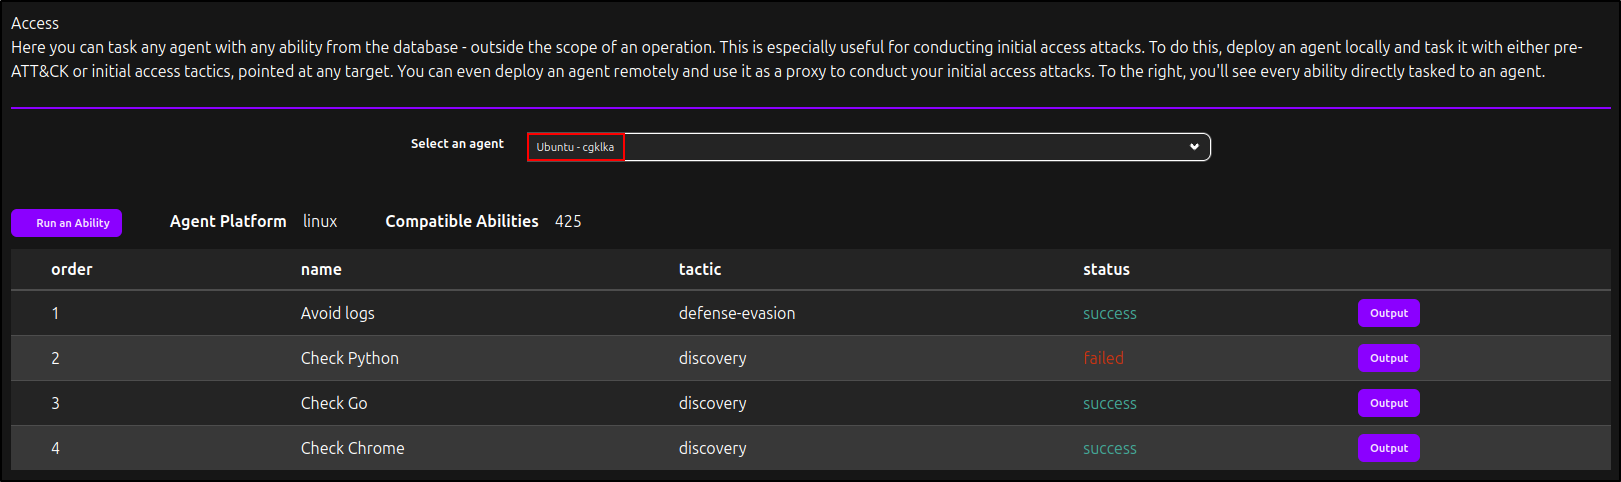 Access
Here you can task any agent with any ability from the database - outside the scope of an operation. This is especially useful for conducting initial access attacks. To do this, deploy an agent locally and task it with either pre-
ATT&CK or initial access tactics, pointed at any target. You can even deploy an agent remotely and use it as a proxy to conduct your initial access attacks. To the right, you'll see every ability directly tasked to an agent.
Select an agent Ubuntu - cgklka
Run an Ability Agent Platform linux Compatible Abilities 425
order name tactic status
1 Avoid logs defense-evasion success Output
2 Check Python discovery failed Output
3 Check Go discovery success Output
4 Check Chrome discovery success Output